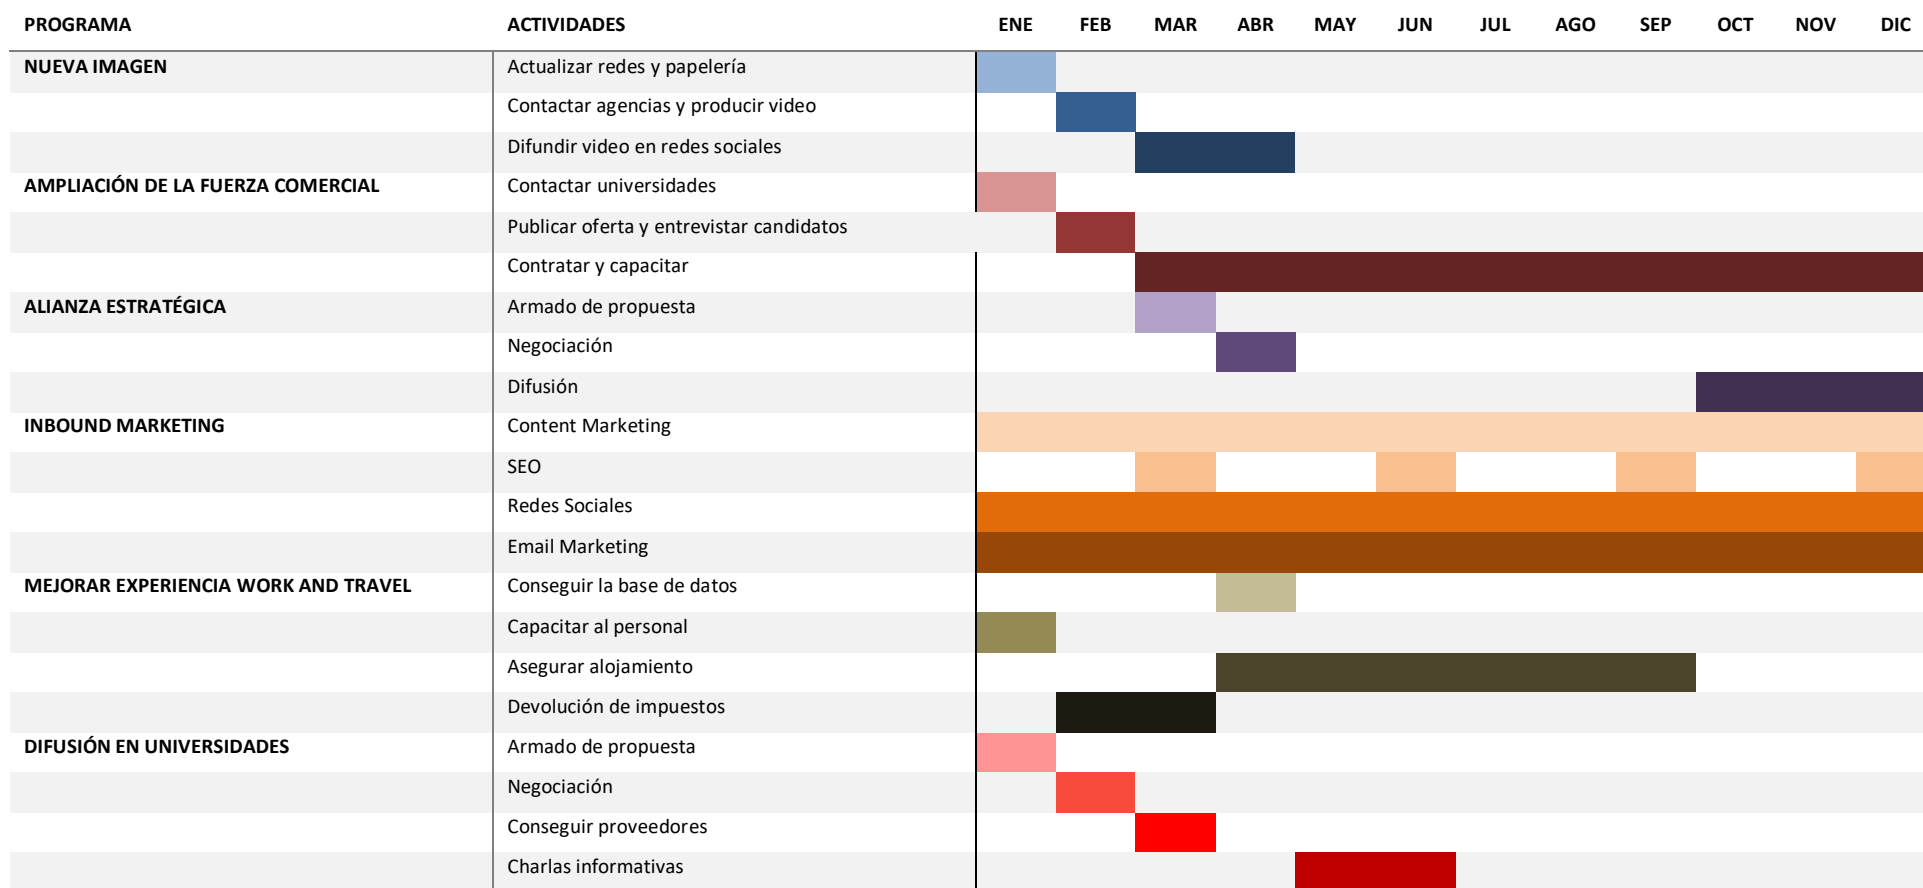 PROGRAMA ACTIVIDADES ENE FEB MAR ABR MAY JUN JUL AGO SEP OCT NOV DIC
NUEVA IMAGEN Actualizar redes y papelería
Contactar agencias y producir video
Difundir video en redes sociales
AMPLIACIÓN DE LA FUERZA COMERCIAL Contactar universidades
Publicar oferta y entrevistar candidatos
Contratar y capacitar
ALIANZA ESTRATÉGICA Armado de propuesta
Negociación
Difusión
INBOUND MARKETING Content Marketing
SEO
Redes Sociales
Email Marketing
MEJORAR EXPERIENCIA WORK AND TRAVEL Conseguir la base de datos
Capacitar al personal
Asegurar alojamiento
Devolución de impuestos
DIFUSIÓN EN UNIVERSIDADES Armado de propuesta
Negociación
Conseguir proveedores
Charlas informativas